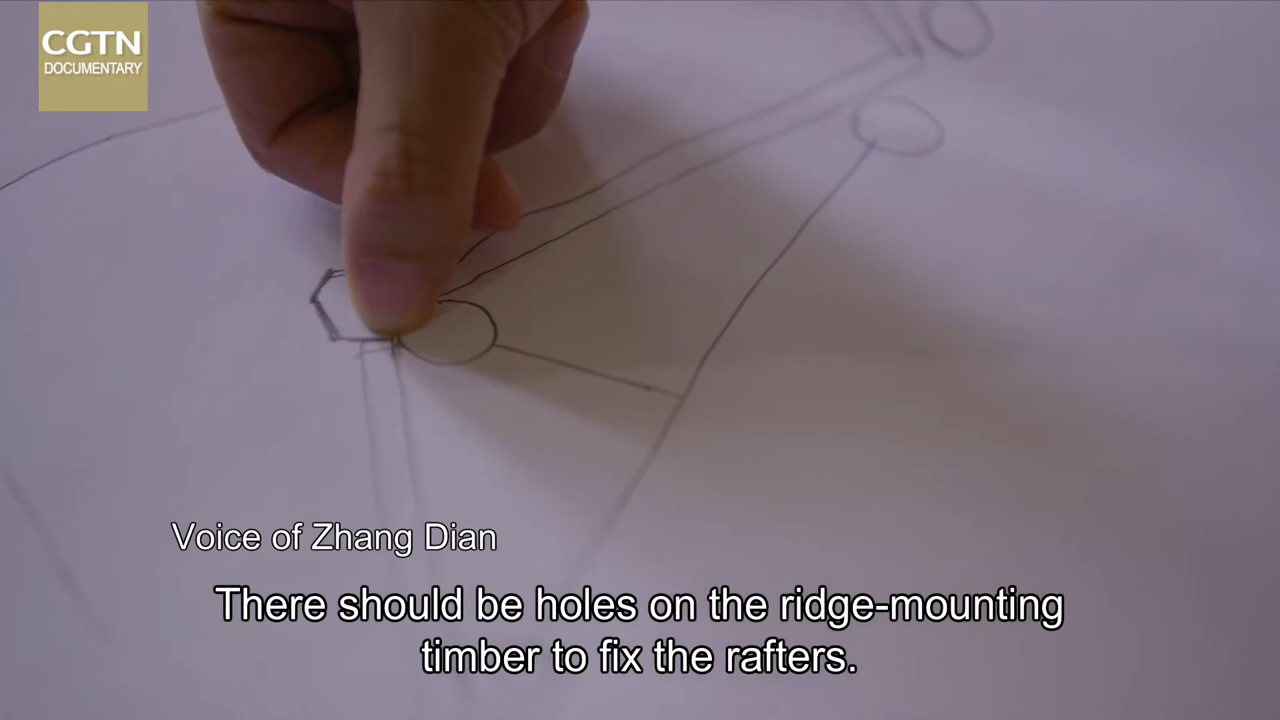 CGTN
DOCUMENTARY
Voice of Zhang Dian
There should be holes on the ridge-mounting
timber to fix the rafters.